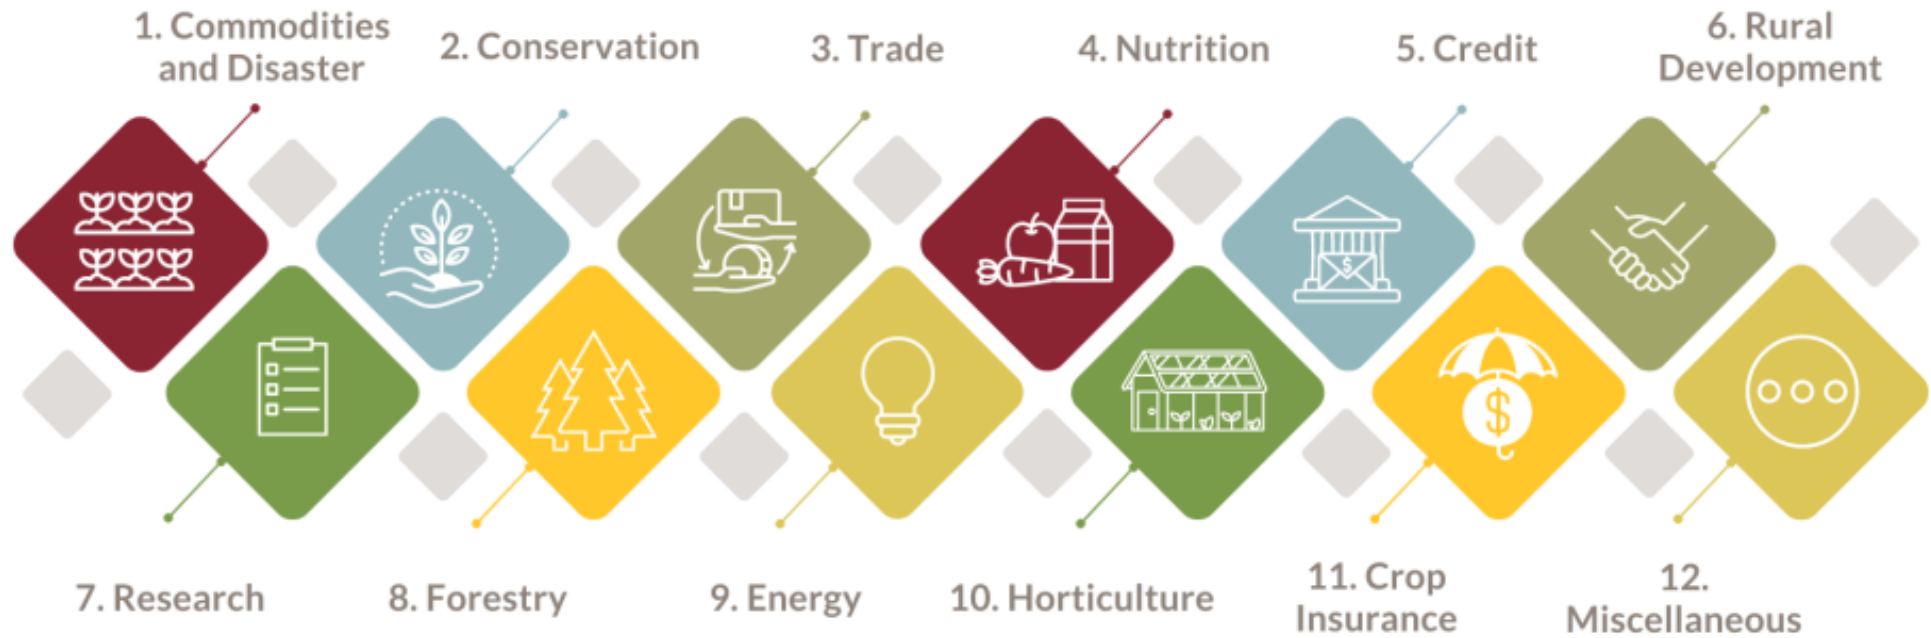 1. Commodities
and Disaster
2. Conservation
3. Trade
4. Nutrition
5. Credit
6. Rural
Development
$
$
7. Research
8. Forestry
9. Energy
10. Horticulture
11. Crop
Insurance
12.
Miscellaneous